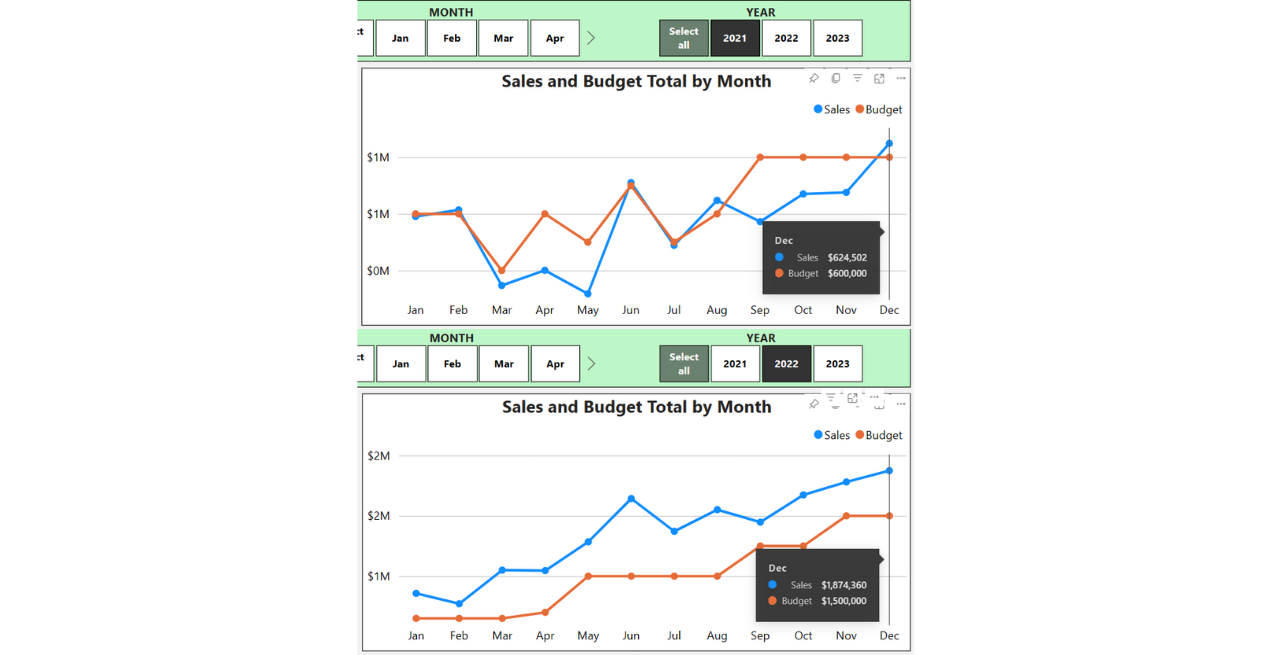 MONTH YEAR
ct Jan Feb Mar Apr Select all 2021 2022 2023
Sales and Budget Total by Month
Sales Budget
$1M
$1M
$0M
Dec
Sales $624,502
Budget $600,000
Jan Feb Mar Apr May Jun Jul Aug Sep Oct Nov Dec
MONTH YEAR
ct Jan Feb Mar Apr Select all 2021 2022 2023
Sales and Budget Total by Month
Sales Budget
$2M
$2M
$1M
Dec
Sales $1,874,360
Budget $1,500,000
Jan Feb Mar Apr May Jun Jul Aug Sep Oct Nov Dec